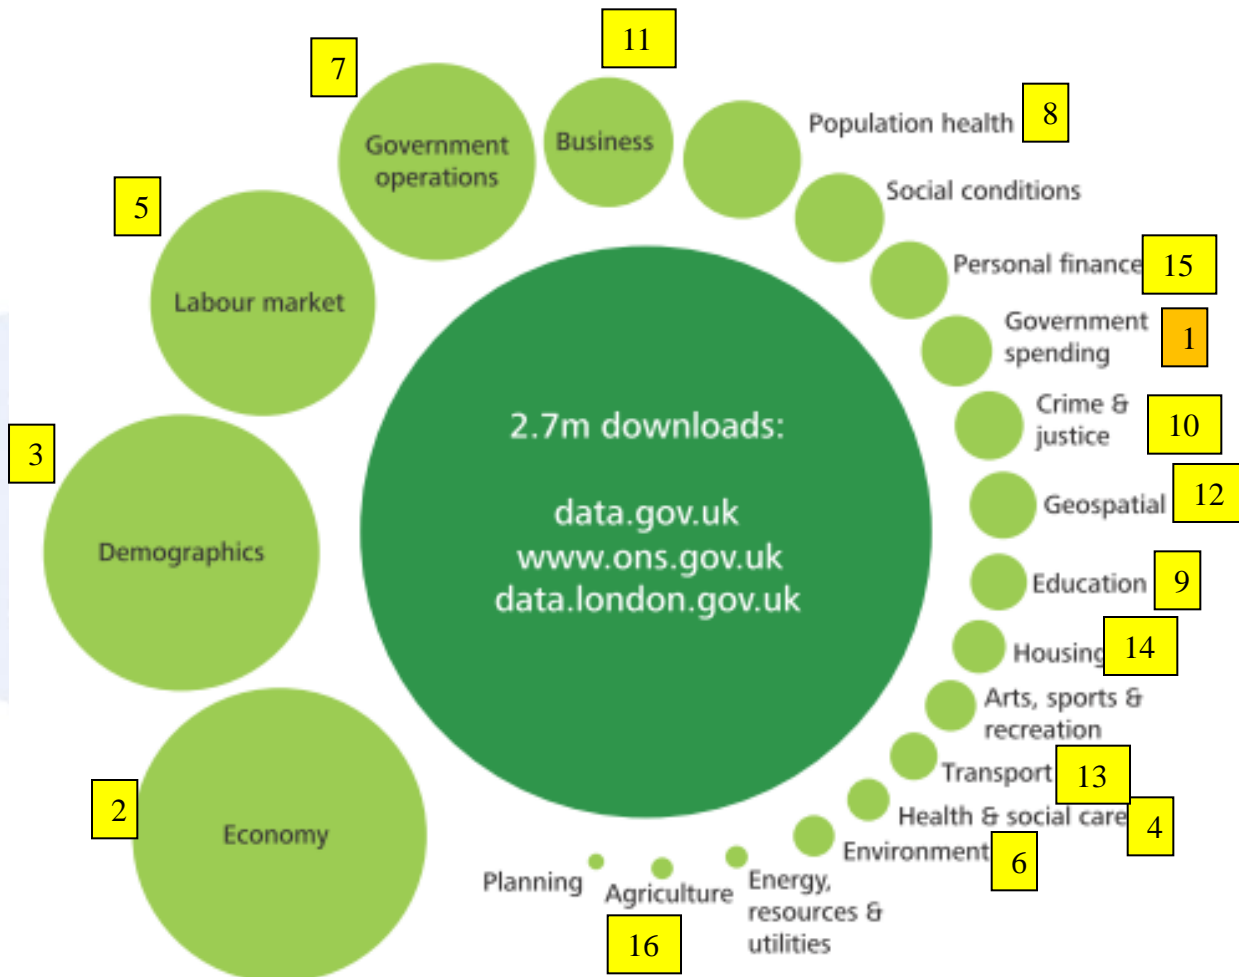 11
7
Business
Population health
8
Government
operations
5
Social conditions
Labour market
Personal finance
15
Government
spending
1
Crime &
justice
10
3
2.7m downloads:
data.gov.uk
www.ons.gov.uk
data.london.gov.uk
Geospatial
12
Demographics
Education
9
Housing
14
Arts, sports &
recreation
Transport
13
2
Economy
Health & social care
4
Environment
6
Planning
Agriculture
16
Energy,
resources &
utilities